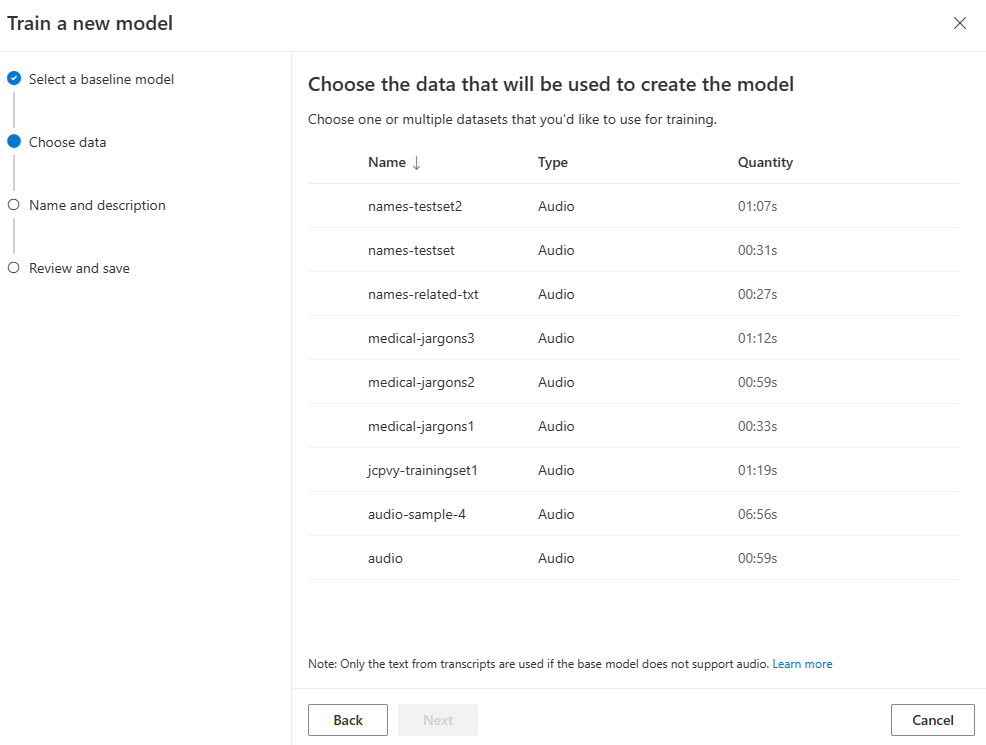 Train a new model
Select a baseline model
Choose data
Name and description
Review and save
Choose the data that will be used to create the model
Choose one or multiple datasets that you'd like to use for training.
Name ↓ Type Quantity
names-testset2 Audio 01:07s
names-testset Audio 00:31s
names-related-txt Audio 00:27s
medical-jargons3 Audio 01:12s
medical-jargons2 Audio 00:59s
medical-jargons1 Audio 00:33s
jcpvy-trainingset1 Audio 01:19s
audio-sample-4 Audio 06:56s
audio Audio 00:59s
Note: Only the text from transcripts are used if the base model does not support audio. Learn more
Back Next Cancel